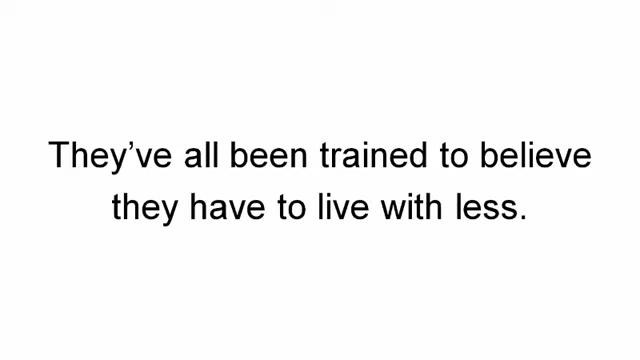 They’ve all been trained to believe
they have to live with less.